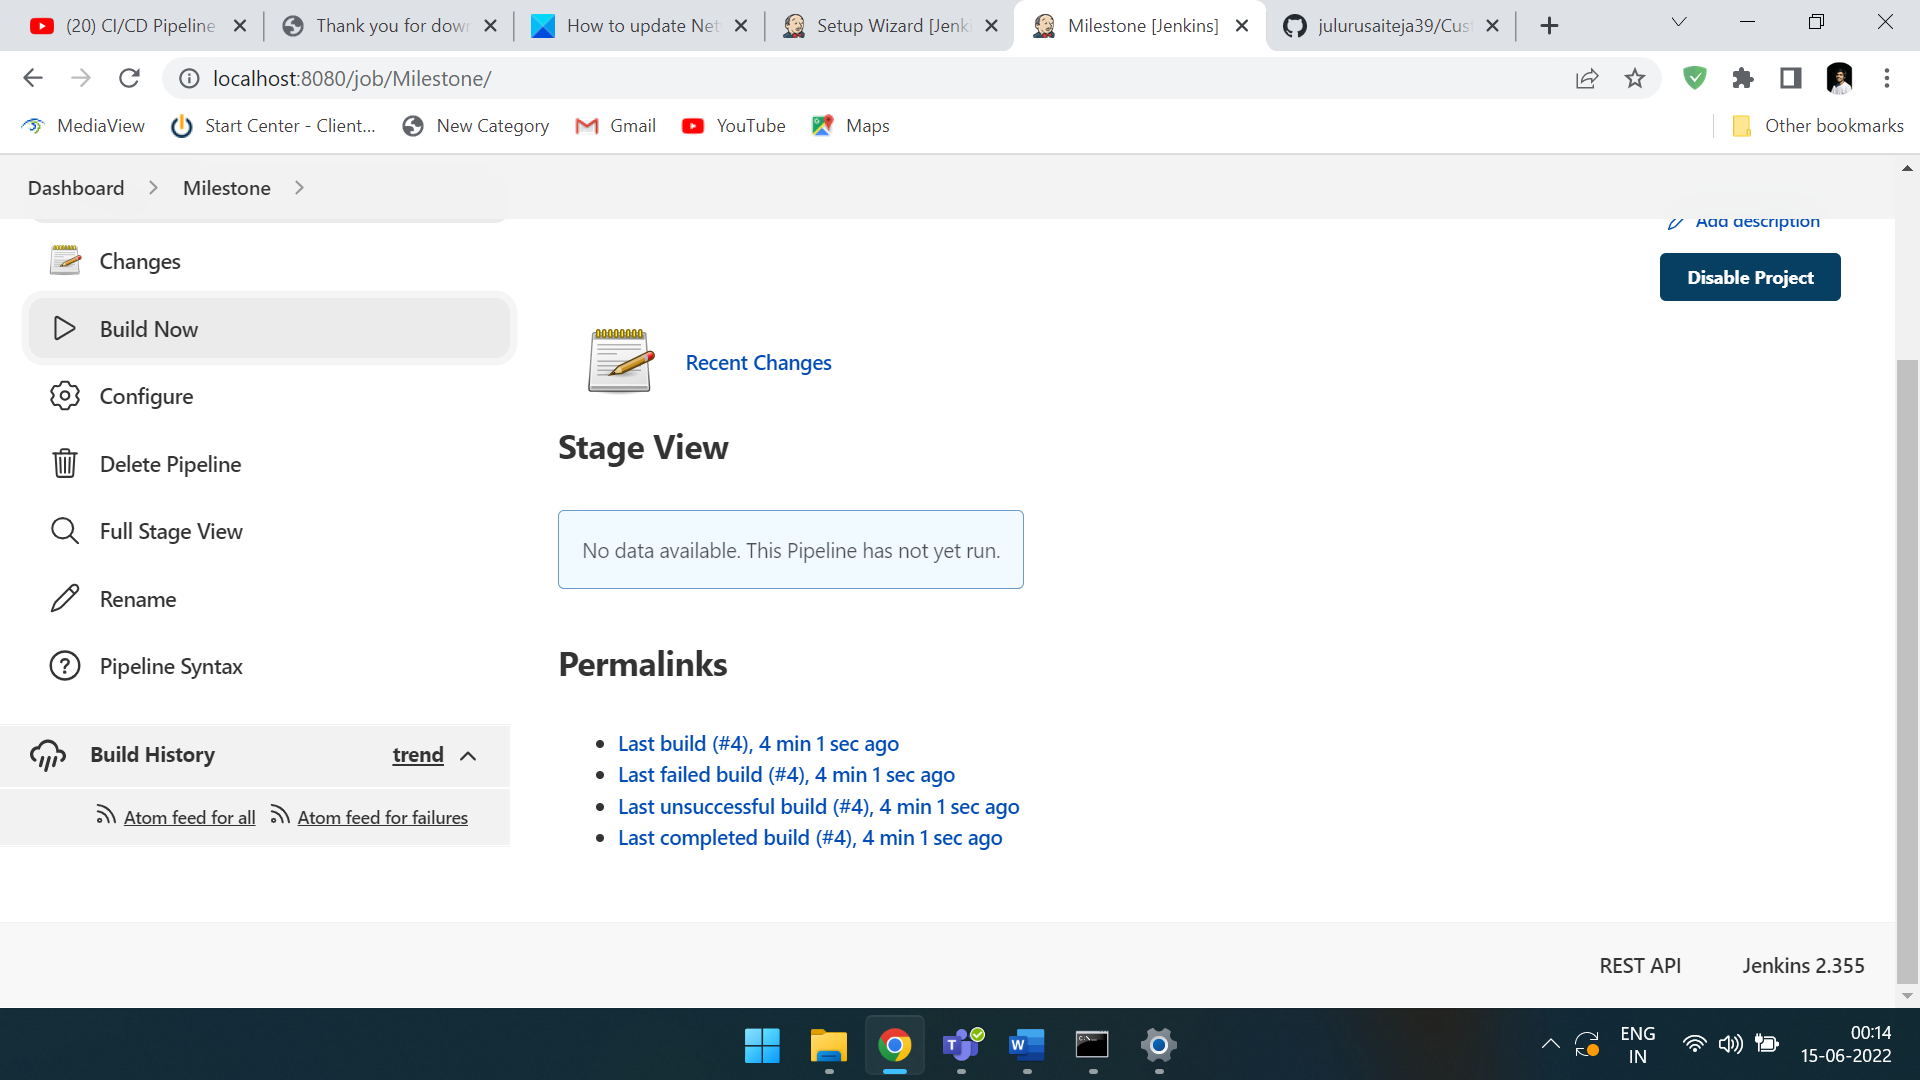 (20) CI/CD Pipeline
Thank you for dow
How to update Net
Setup Wizard [Jenki
Milestone [Jenkins]
julurusaiteja39/Cus
localhost:8080/job/Milestone/
MediaView
Start Center - Client...
New Category
Gmail
YouTube
Maps
Other bookmarks
Dashboard
Milestone
Add description
Changes
Disable Project
Build Now
Recent Changes
Configure
Stage View
Delete Pipeline
Full Stage View
No data available. This Pipeline has not yet run.
Rename
Pipeline Syntax
Permalinks
Build History
trend
Last build (#4), 4 min 1 sec ago
Last failed build (#4), 4 min 1 sec ago
Last unsuccessful build (#4), 4 min 1 sec ago
Last completed build (#4), 4 min 1 sec ago
Atom feed for all
Atom feed for failures
REST API
Jenkins 2.355
ENG
IN
00:14
15-06-2022